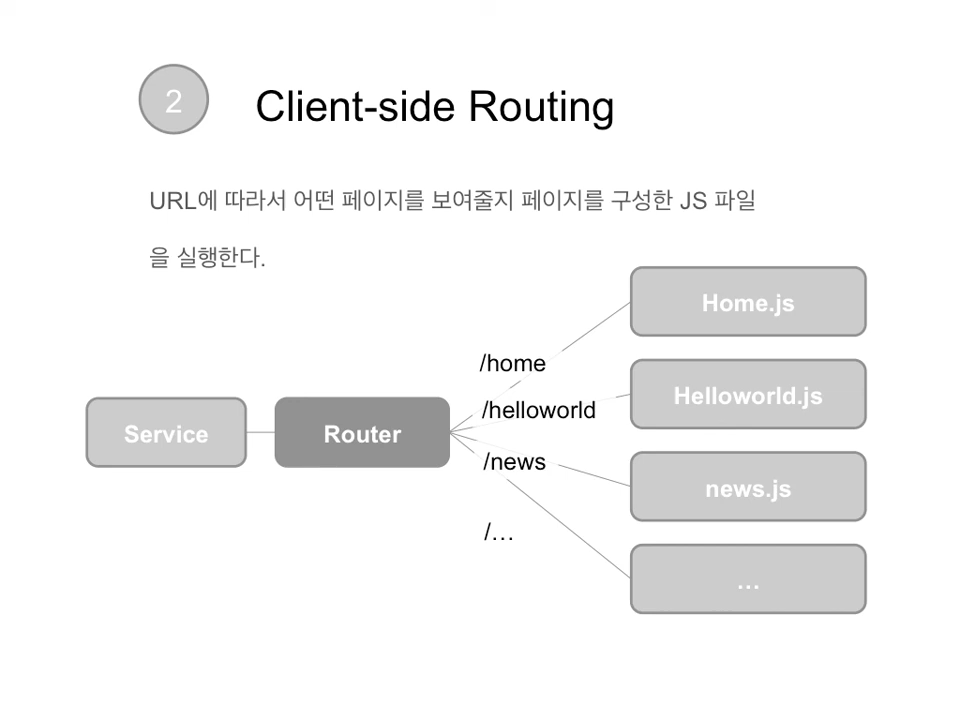 2
Client-side Routing
URL에 따라서 어떤 페이지를 보여줄지 페이지를 구성한 JS 파일
을 실행한다.
Home.js
/home
Helloworld.js
/helloworld
Service
Router
/news
news.js
/…
…